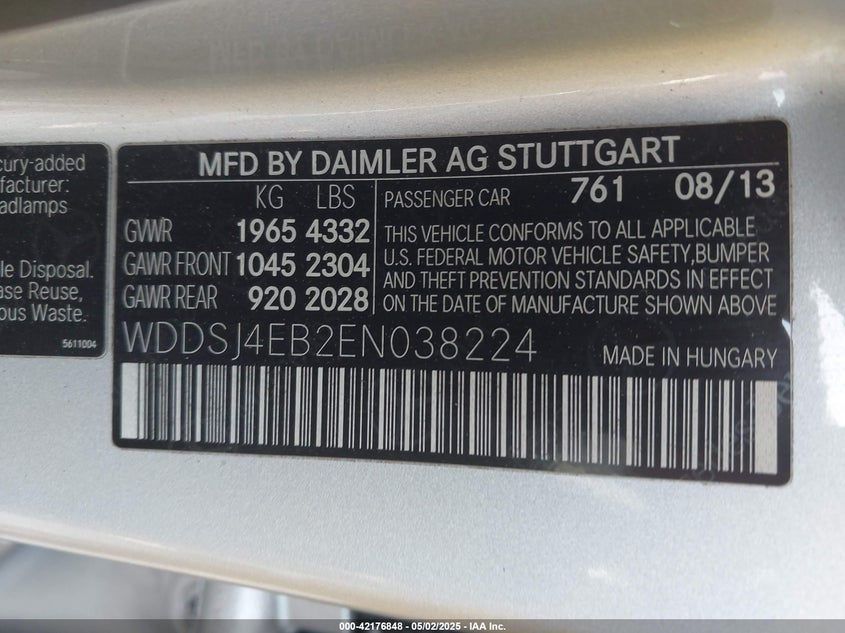 cury-added
nufacturer:
eadlamps
le Disposal.
ase Reuse,
ous Waste.
5611004
MFD BY DAIMLER AG STUTTGART
KG LBS
GVWR 1965 4332
GAWR FRONT 1045 2304
GAWR REAR 920 2028
PASSENGER CAR 761 08/13
THIS VEHICLE CONFORMS TO ALL APPLICABLE
U.S. FEDERAL MOTOR VEHICLE SAFETY,BUMPER
AND THEFT PREVENTION STANDARDS IN EFFECT
ON THE DATE OF MANUFACTURE SHOWN ABOVE
WDDSJ4EB2EN038224 MADE IN HUNGARY
000-42176848 - 05/02/2025 - IAA Inc.